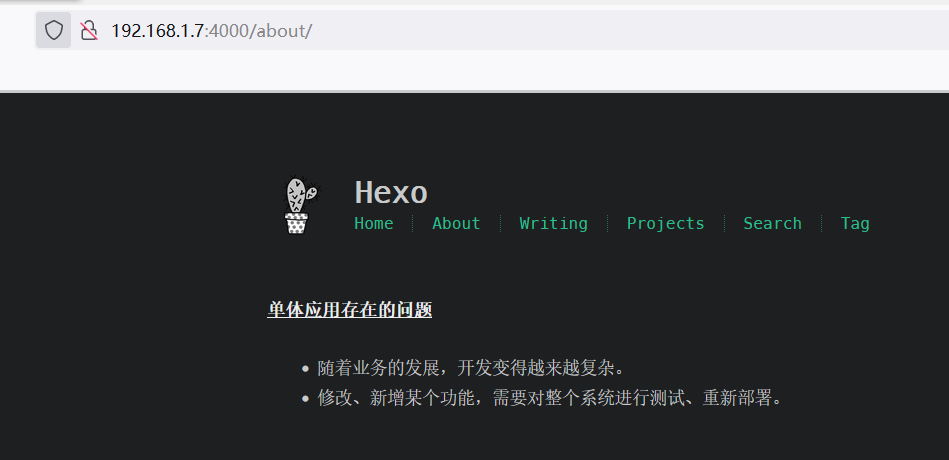 192.168.1.7:4000/about/
Hexo
Home About Writing Projects Search Tag
单体应用存在的问题
随着业务的发展，开发变得越来越复杂。
修改、新增某个功能，需要对整个系统进行测试、重新部署。